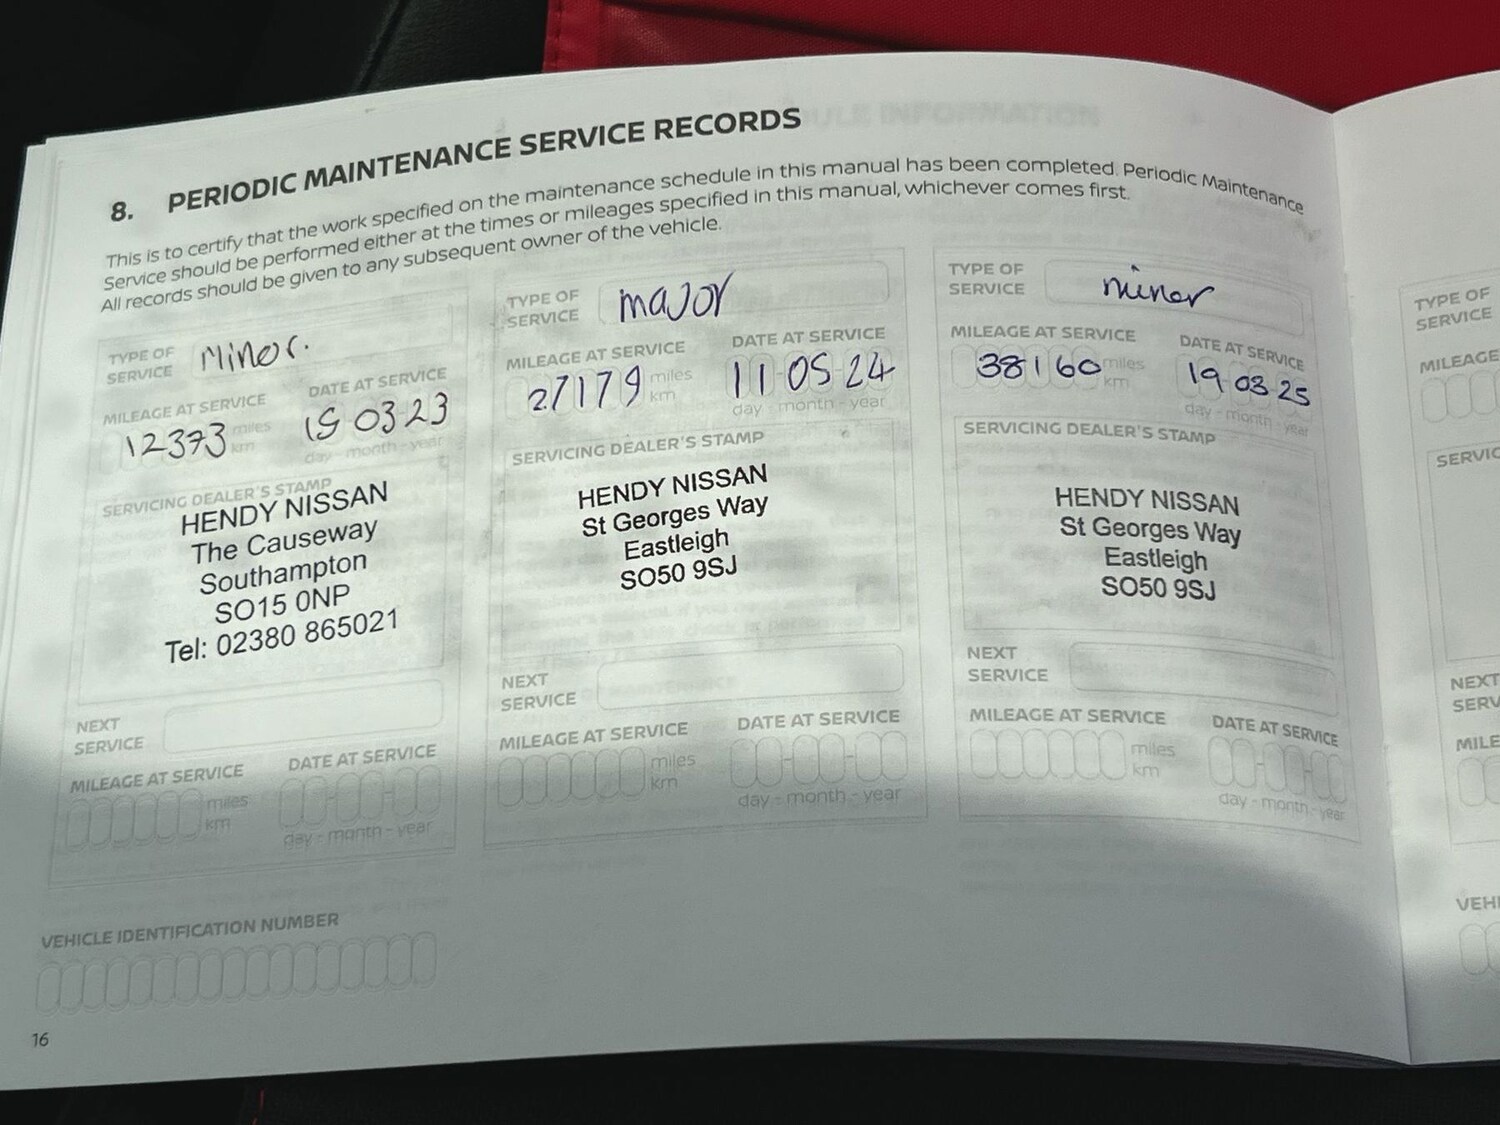 8. PERIODIC MAINTENANCE SERVICE RECORDS
This is to certify that the work specified on the maintenance schedule in this manual has been completed. Periodic Maintenance
Service should be performed either at the times or mileages specified in this manual, whichever comes first.
All records should be given to any subsequent owner of the vehicle.
TYPE OF
SERVICE
Minor.
MILEAGE AT SERVICE
DATE AT SERVICE
12373
miles
km
03 23
day - month - year
SERVICING DEALER'S STAMP
HENDY NISSAN
The Causeway
Southampton
SO15 0NP
Tel: 02380 865021
NEXT
SERVICE
MILEAGE AT SERVICE
DATE AT SERVICE
miles
km
day - month - year
VEHICLE IDENTIFICATION NUMBER
TYPE OF
SERVICE
major
MILEAGE AT SERVICE
DATE AT SERVICE
27179
miles
km
11 05 24
day - month - year
SERVICING DEALER'S STAMP
HENDY NISSAN
St Georges Way
Eastleigh
SO50 9SJ
NEXT
SERVICE
MILEAGE AT SERVICE
DATE AT SERVICE
miles
km
day - month - year
TYPE OF
SERVICE
minor
MILEAGE AT SERVICE
DATE AT SERVICE
38160
miles
km
19 03 25
day - month - year
SERVICING DEALER'S STAMP
HENDY NISSAN
St Georges Way
Eastleigh
SO50 9SJ
NEXT
SERVICE
MILEAGE AT SERVICE
DATE AT SERVICE
miles
km
day - month - year
16
TYPE OF
SERVICE
MILEAGE
NEXT